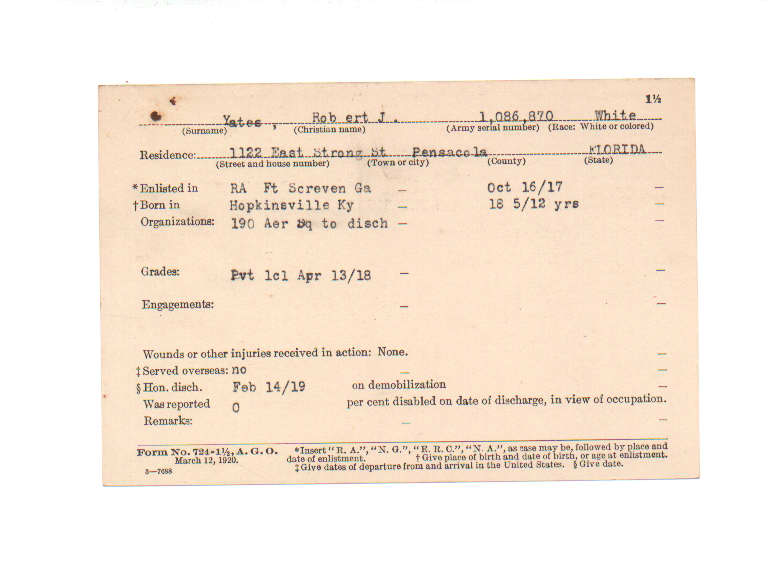 1½
Yates, Robert J. 1,086,870 White
(Surname) (Christian name) (Army serial number) (Race: White or colored)
Residence: 1122 East Strong St Pensacola FLORIDA
(Street and house number) (Town or city) (County) (State)
*Enlisted in RA Ft Screven Ga – Oct 16/17 –
†Born in Hopkinsville Ky – 18 5/12 yrs –
Organizations: 190 Aer Sq to disch – –
Grades: Pvt 1cl Apr 13/18 – –
Engagements: – –
Wounds or other injuries received in action: None. –
‡Served overseas: no – –
§Hon. disch. Feb 14/19 on demobilization –
Was reported 0 per cent disabled on date of discharge, in view of occupation.
Remarks: – –
Form No. 724-1½, A. G. O. *Insert "R. A.", "N. G.", "E. R. C.", "N. A.", as case may be, followed by place and
March 12, 1920. date of enlistment. †Give place of birth and date of birth, or age at enlistment.
3—7688 ‡Give dates of departure from and arrival in the United States. §Give date.